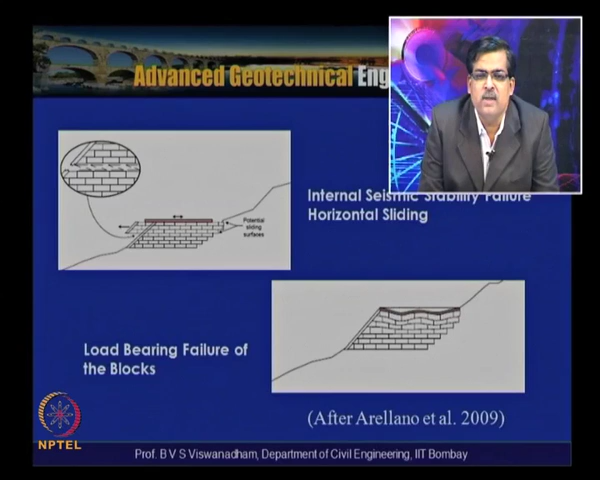 Advanced Geotechnical Eng
Internal Seismic Stability Failure
Horizontal Sliding
Potential
sliding
surfaces
Load Bearing Failure of
the Blocks
(After Arellano et al. 2009)
NPTEL
Prof. B V S Viswanadham, Department of Civil Engineering, IIT Bombay